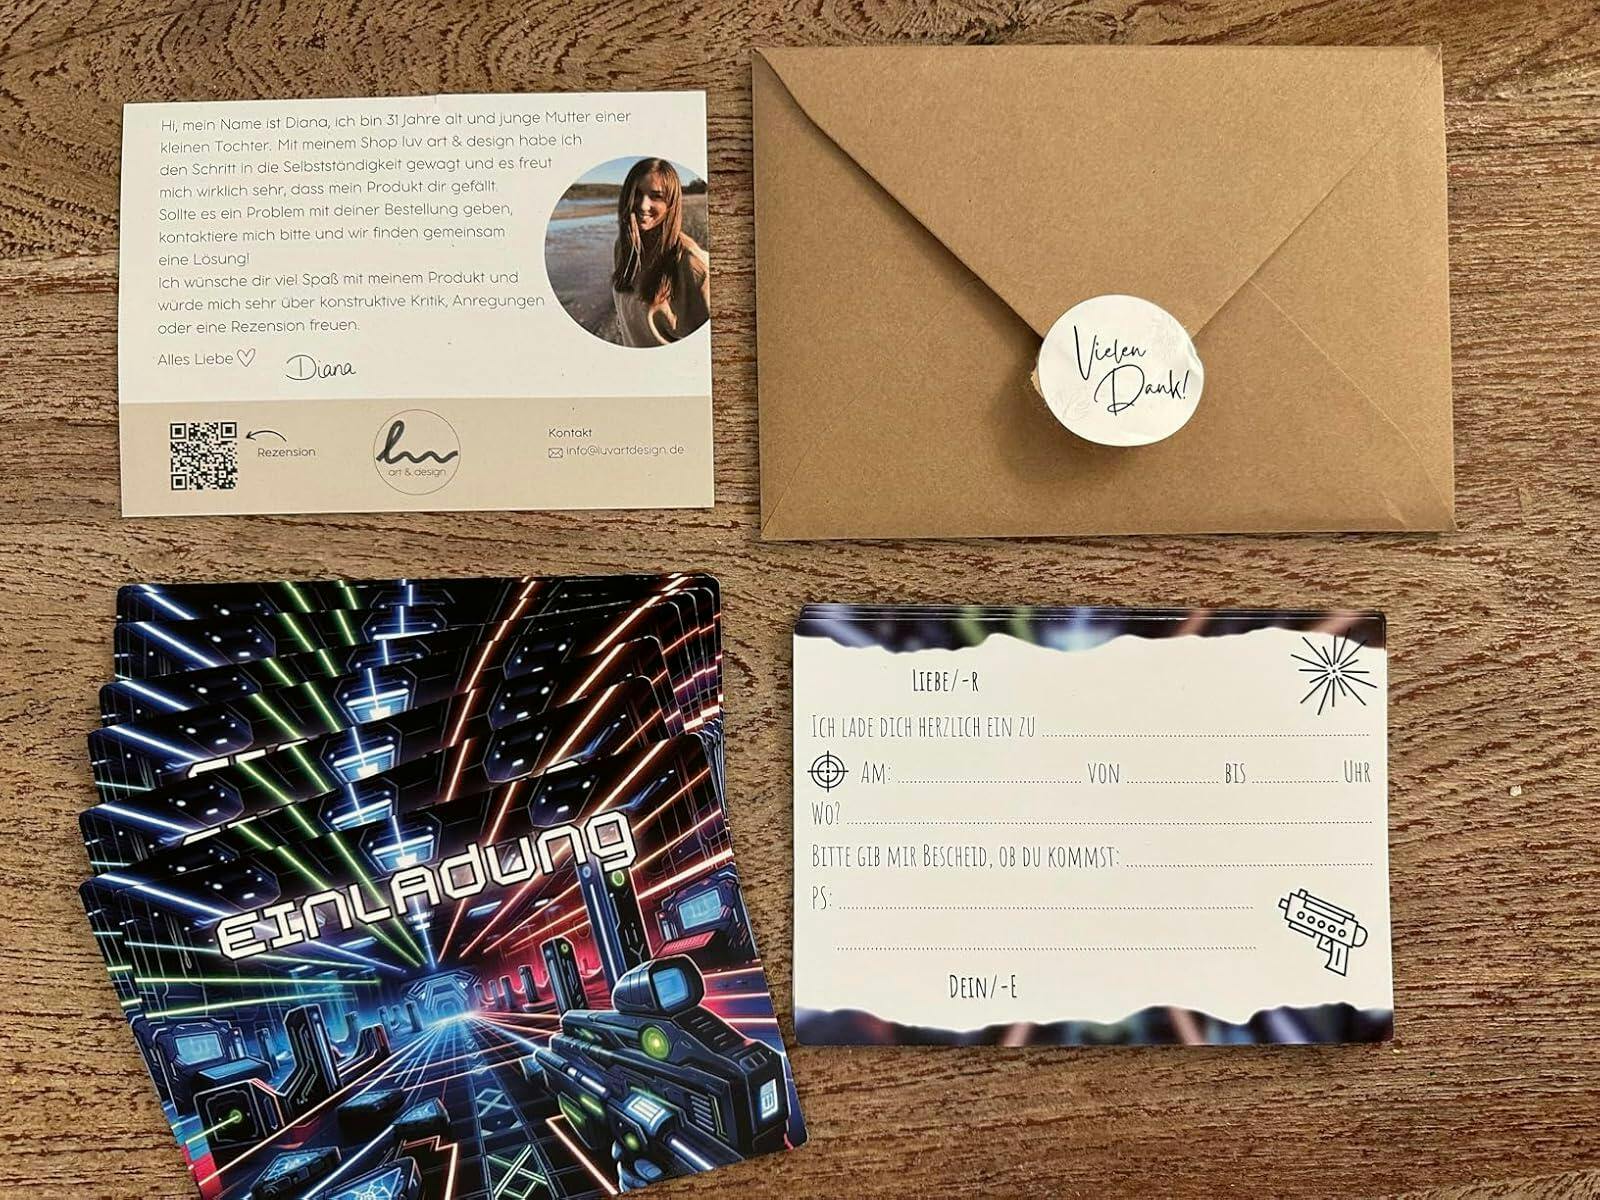 Hi, mein Name ist Diana, ich bin 31 Jahre alt und junge Mutter einer
kleinen Tochter. Mit meinem Shop luv art & design habe ich
den Schritt in die Selbstständigkeit gewagt und es freut
mich wirklich sehr, dass mein Produkt dir gefällt.
Sollte es ein Problem mit deiner Bestellung geben,
kontaktiere mich bitte und wir finden gemeinsam
eine Lösung!
Ich wünsche dir viel Spaß mit meinem Produkt und
würde mich sehr über konstruktive Kritik, Anregungen
oder eine Rezension freuen.
Alles Liebe
Diana
Rezension
luv
art & design
Kontakt
info@luvartdesign.de
Vielen
Dank!
EINLADUNG
LIEBE/-R
ICH LADE DICH HERZLICH EIN ZU
AM: VON BIS UHR
WO?
BITTE GIB MIR BESCHEID, OB DU KOMMST:
PS:
DEIN/-E